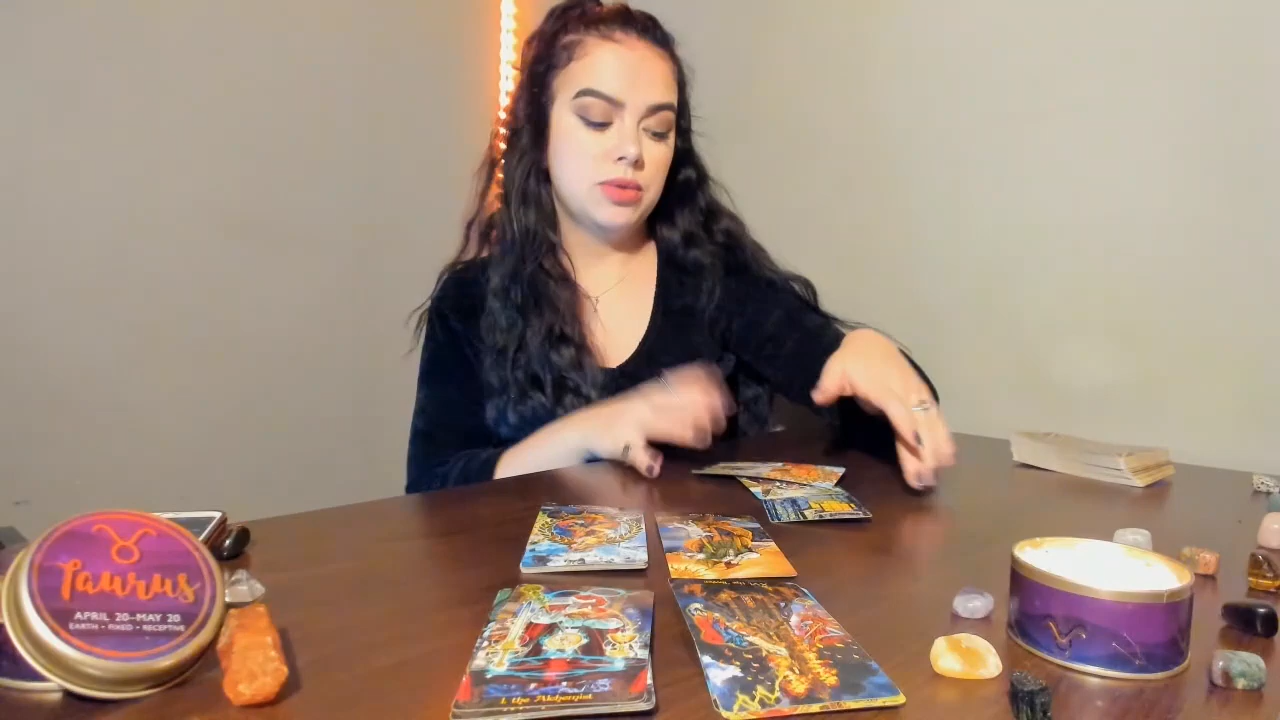 Taurus
APRIL 20-MAY 20
EARTH • FIXED • RECEPTIVE
I. the Alchemist